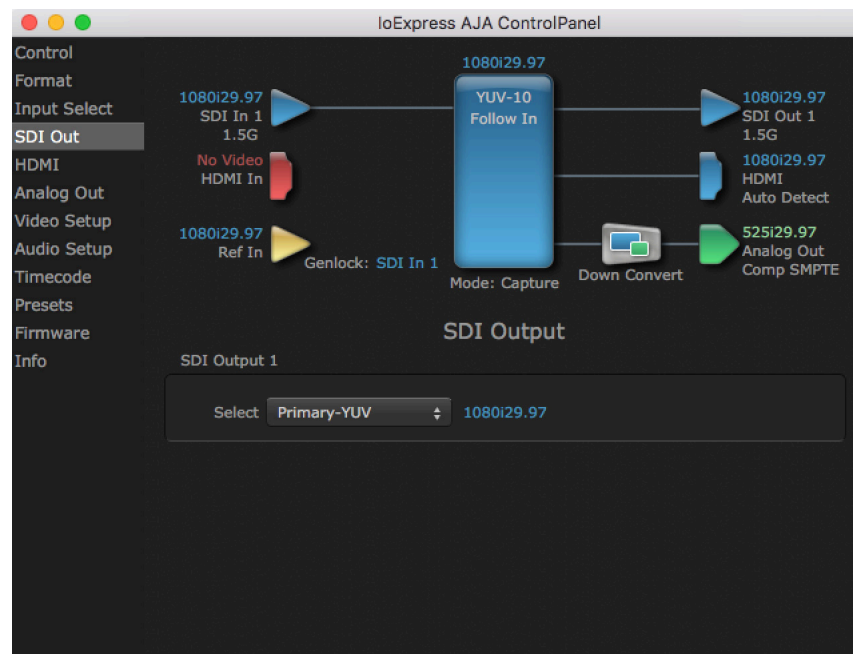 IoExpress AJA ControlPanel
Control
Format
Input Select
SDI Out
HDMI
Analog Out
Video Setup
Audio Setup
Timecode
Presets
Firmware
Info
1080i29.97
YUV-10
Follow In
1080i29.97
SDI In 1
1.5G
No Video
HDMI In
1080i29.97
Ref In
Genlock: SDI In 1
Mode: Capture
Down Convert
1080i29.97
SDI Out 1
1.5G
1080i29.97
HDMI
Auto Detect
525i29.97
Analog Out
Comp SMPTE
SDI Output
SDI Output 1
Select Primary-YUV 1080i29.97